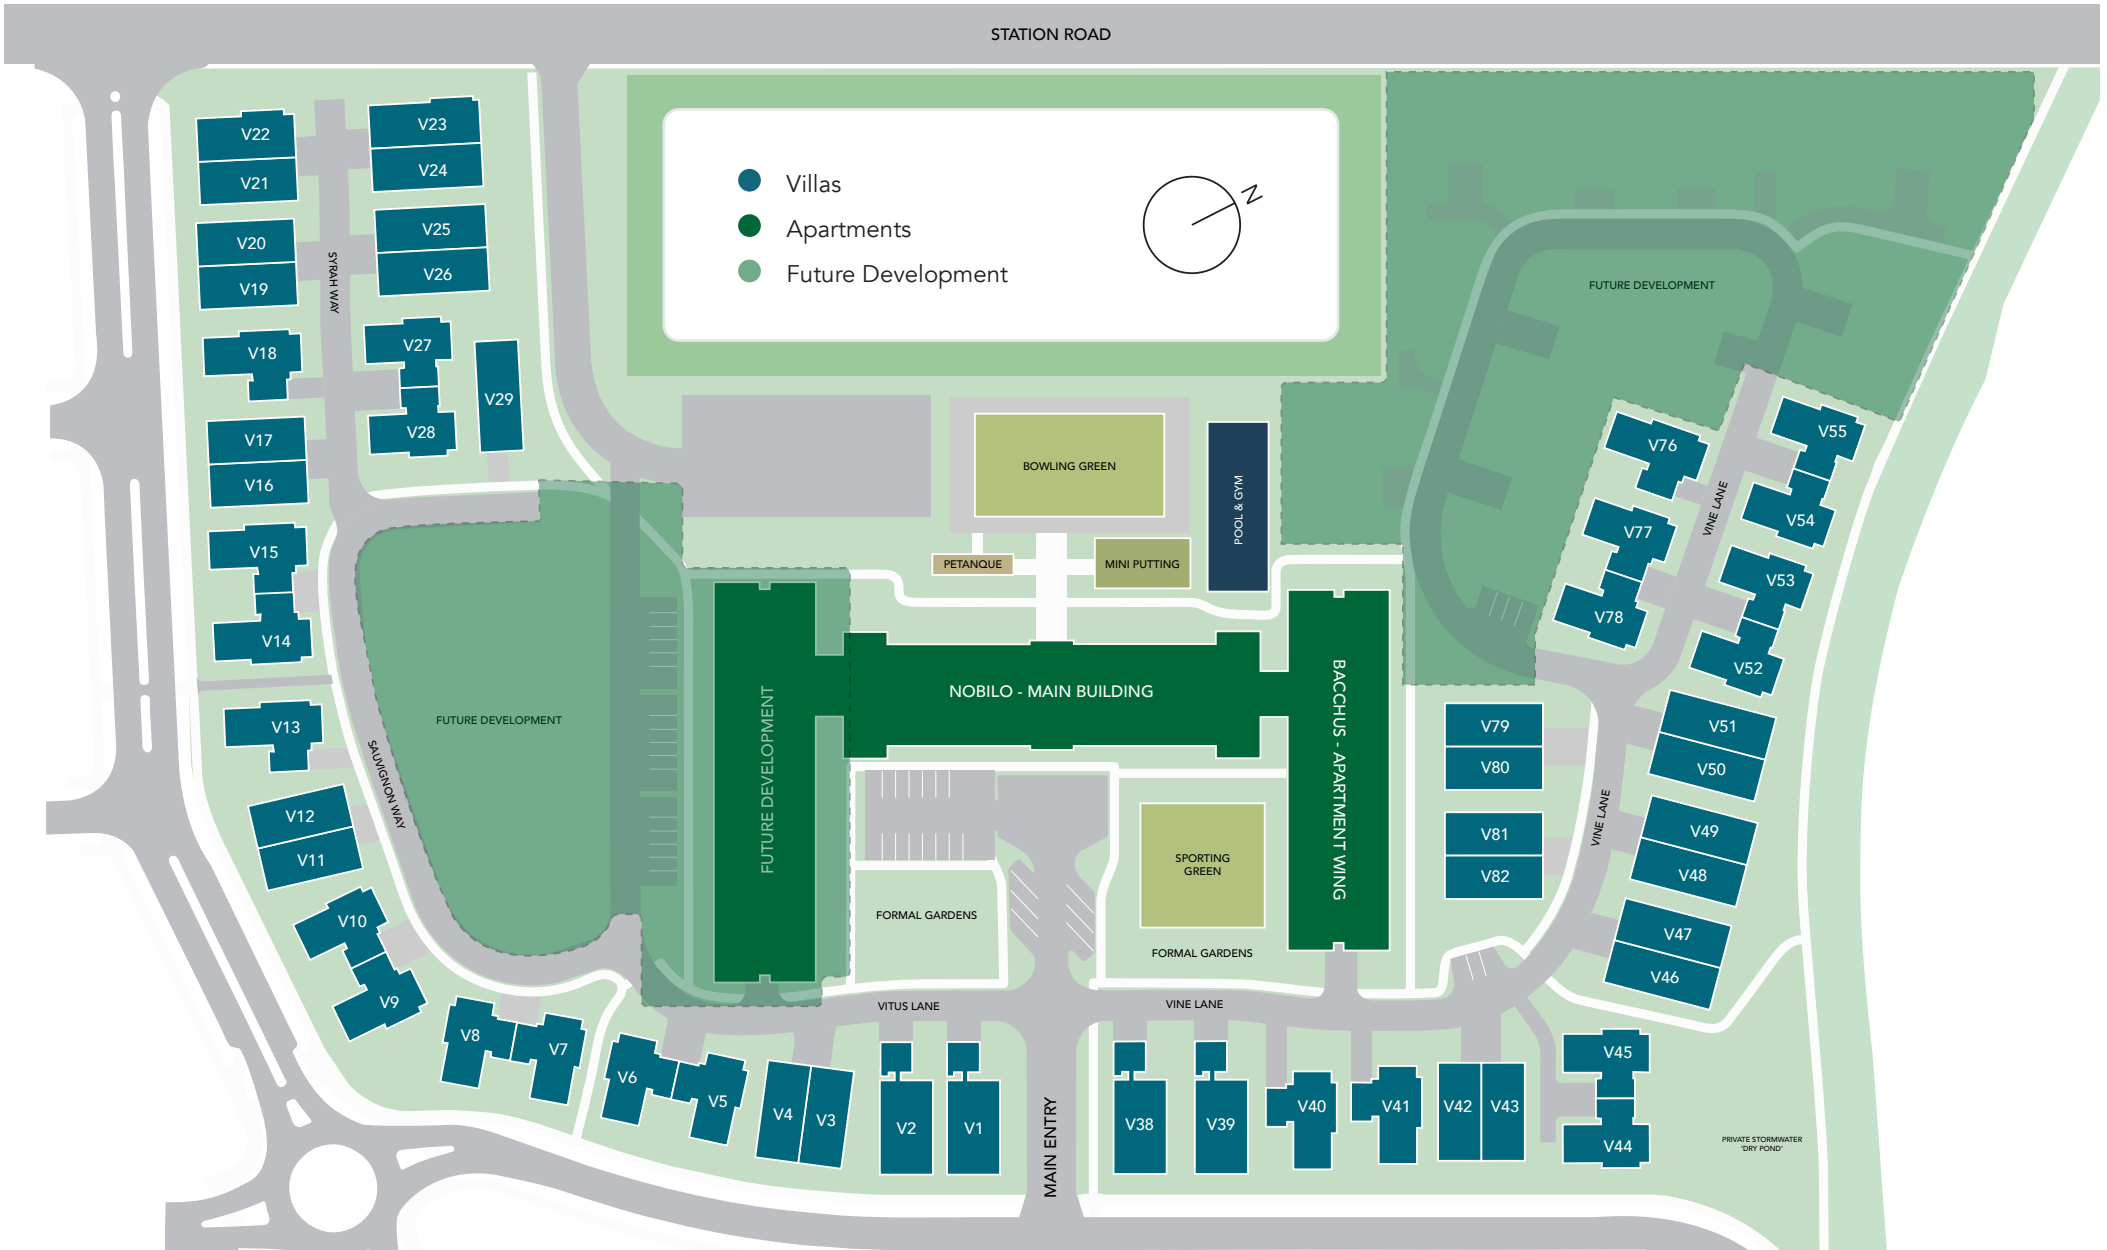 STATION ROAD
V22
V21
V20
V19
V18
V17
V16
V15
V14
V13
V12
V11
V10
V9
V8
V7
V6
V5
V4
V3
V2
V1
V23
V24
V25
V26
V27
V28
V29
SYRAH WAY
SAUVIGNON WAY
Villas
Apartments
Future Development
N
FUTURE DEVELOPMENT
BOWLING GREEN
POOL & GYM
PETANQUE
MINI PUTTING
FUTURE DEVELOPMENT
FUTURE DEVELOPMENT
NOBILO - MAIN BUILDING
BACCHUS - APARTMENT WING
SPORTING
GREEN
FORMAL GARDENS
FORMAL GARDENS
VITUS LANE
VINE LANE
MAIN ENTRY
V76
V77
V78
V55
V54
V53
V52
VINE LANE
V51
V50
V79
V80
V81
V82
VINE LANE
V49
V48
V47
V46
V38
V39
V40
V41
V42
V43
V45
V44
PRIVATE STORMWATER
'DRY POND'